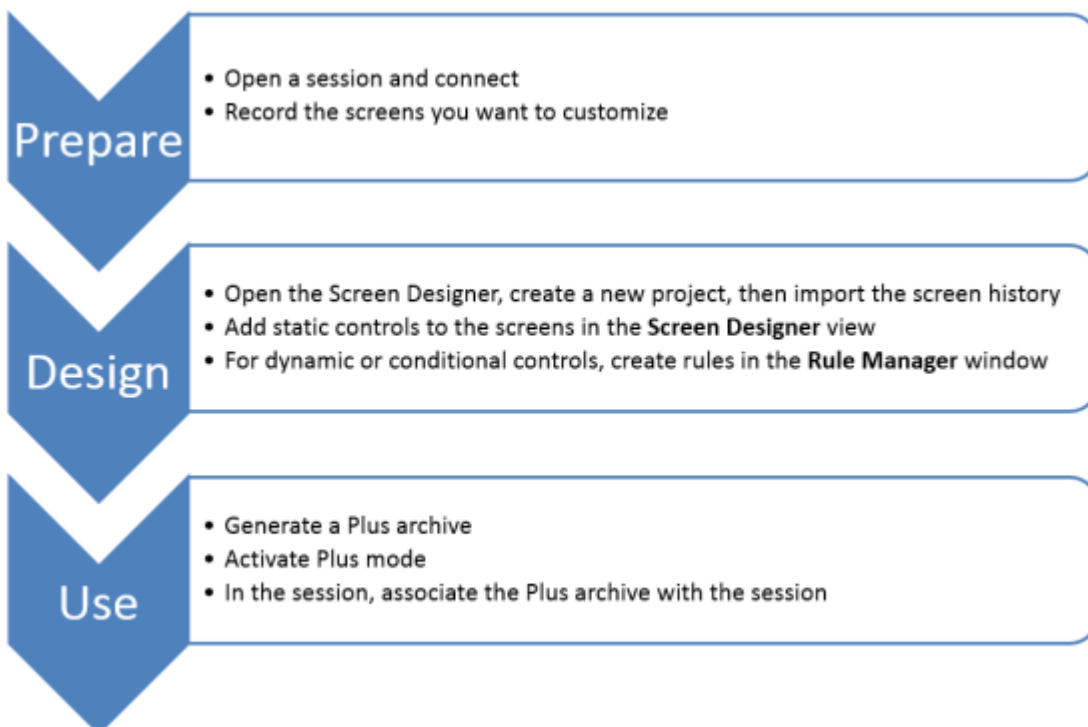 Prepare
• Open a session and connect
• Record the screens you want to customize
Design
• Open the Screen Designer, create a new project, then import the screen history
• Add static controls to the screens in the Screen Designer view
• For dynamic or conditional controls, create rules in the Rule Manager window
Use
• Generate a Plus archive
• Activate Plus mode
• In the session, associate the Plus archive with the session